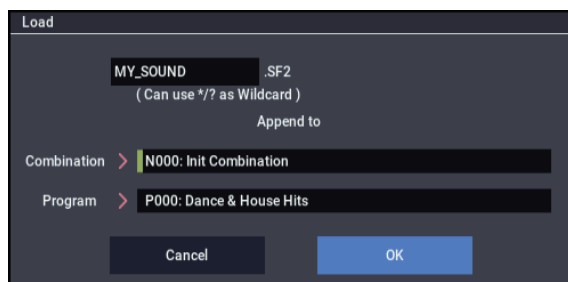 Load
MY_SOUND .SF2
( Can use */? as Wildcard )
Append to
Combination N000: Init Combination
Program P000: Dance & House Hits
Cancel OK